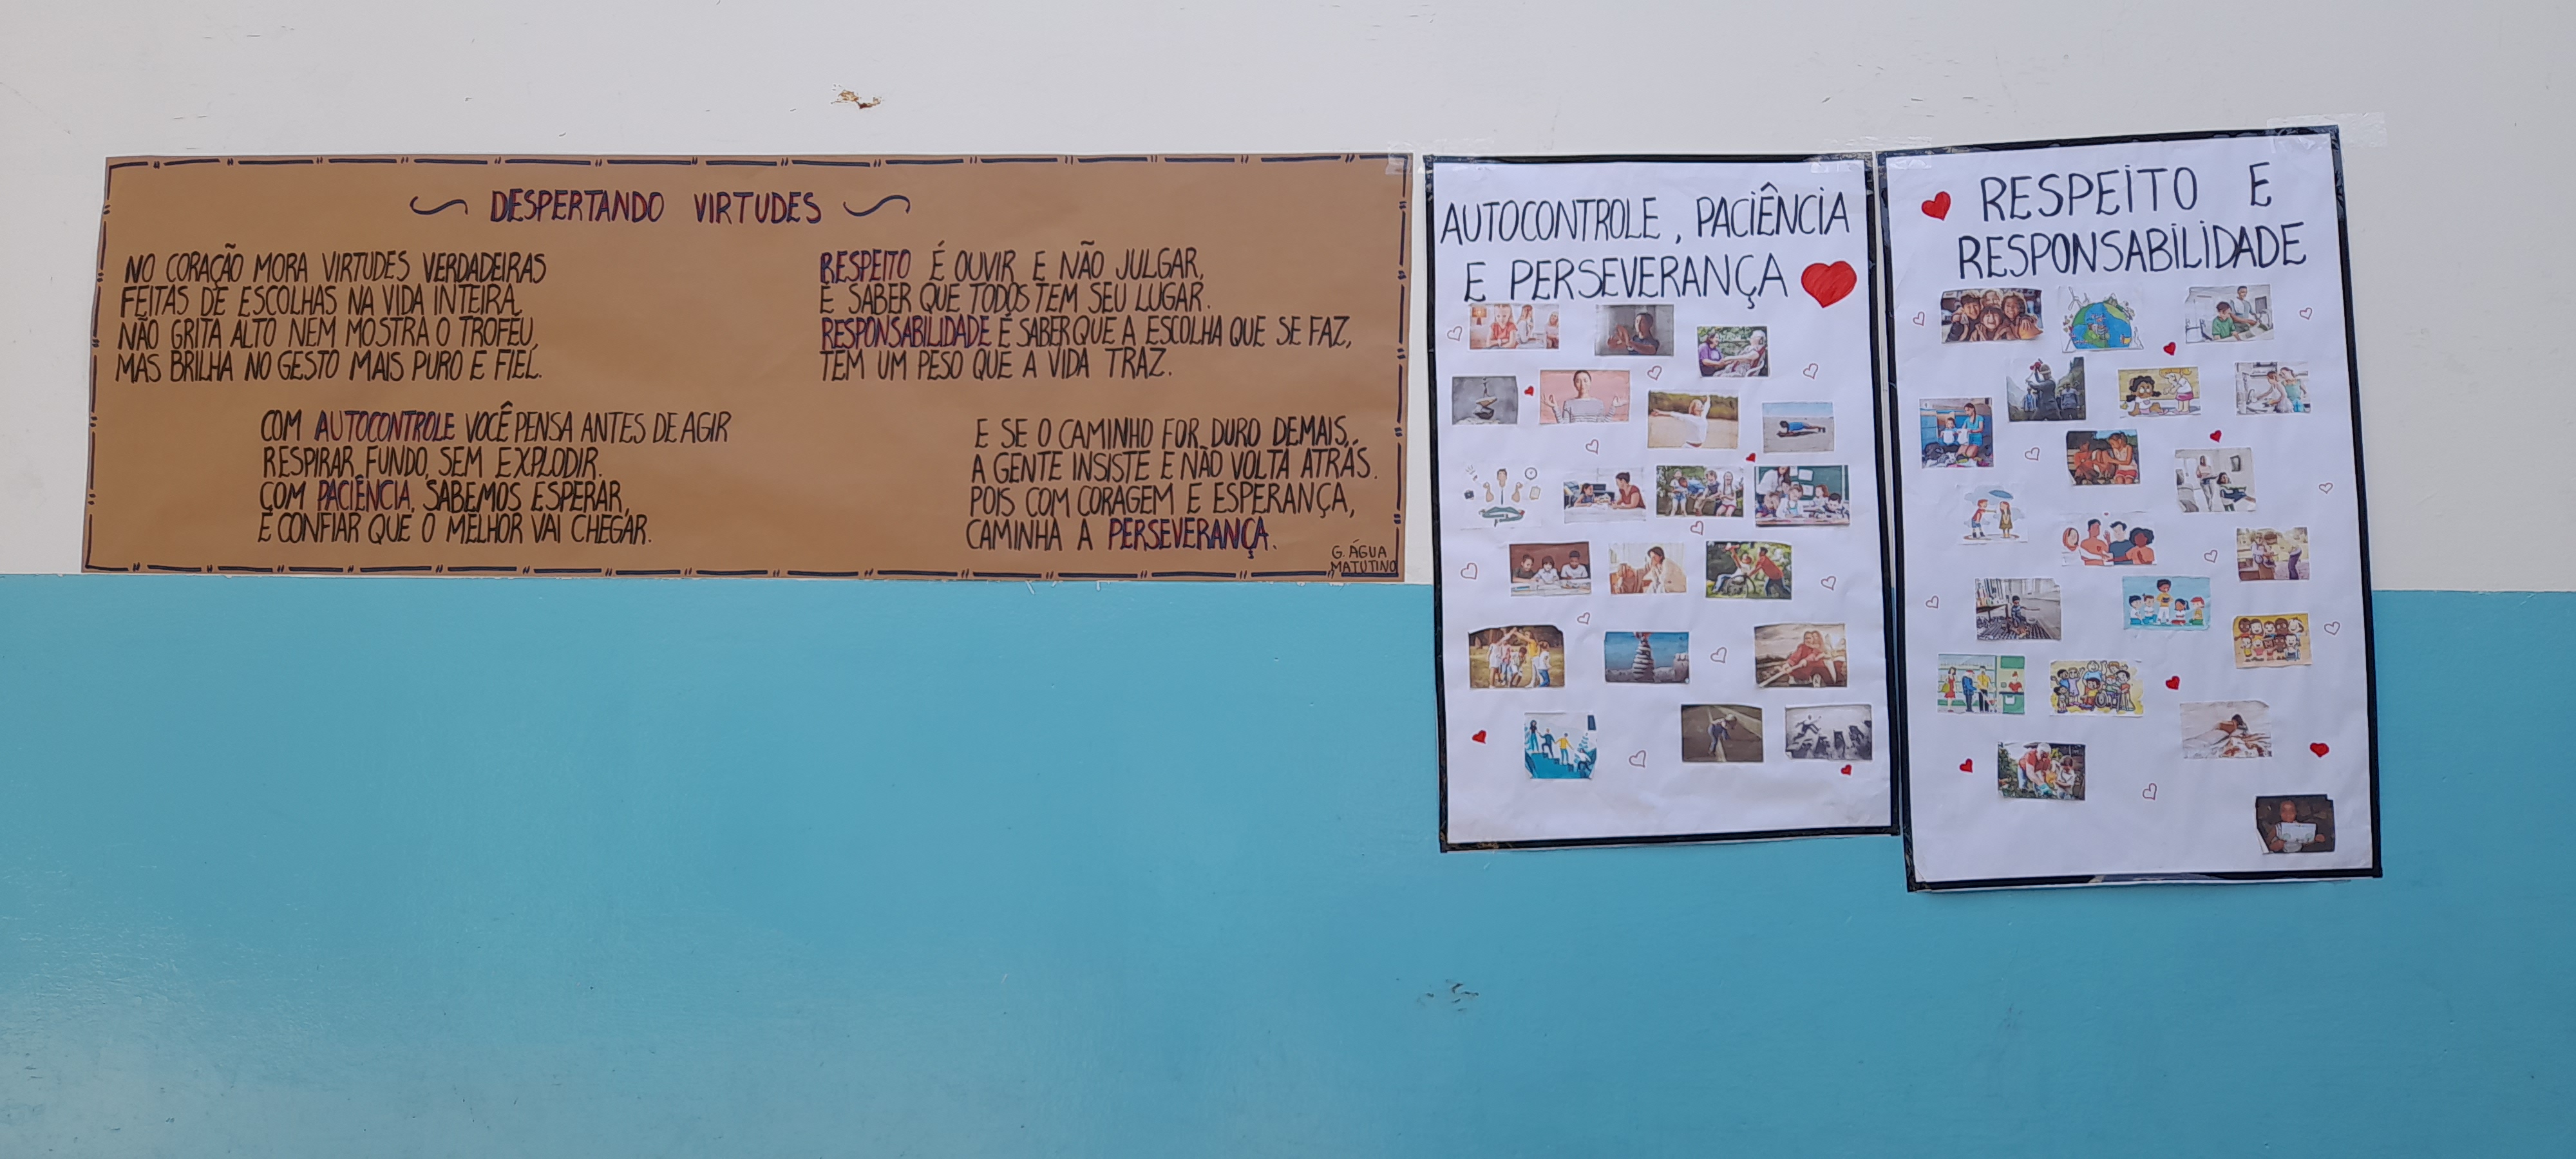 DESPERTANDO VIRTUDES
NO CORAÇÃO MORA VIRTUDES VERDADEIRAS
FEITAS DE ESCOLHAS NA VIDA INTEIRA,
NÃO GRITA ALTO NEM MOSTRA O TROFÉU,
MAS BRILHA NO GESTO MAIS PURO E FIEL.
COM AUTOCONTROLE VOCÊ PENSA ANTES DE AGIR
RESPIRAR FUNDO, SEM EXPLODIR.
COM PACIÊNCIA, SABEMOS ESPERAR,
E CONFIAR QUE O MELHOR VAI CHEGAR.
RESPEITO É OUVIR E NÃO JULGAR,
É SABER QUE TODOS TEM SEU LUGAR.
RESPONSABILIDADE É SABER QUE A ESCOLHA QUE SE FAZ,
TEM UM PESO QUE A VIDA TRAZ.
E SE O CAMINHO FOR DURO DEMAIS,
A GENTE INSISTE E NÃO VOLTA ATRÁS.
POIS COM CORAGEM E ESPERANÇA,
CAMINHA A PERSEVERANÇA.
G. ÁGUA
MATUTINO
AUTOCONTROLE, PACIÊNCIA
E PERSEVERANÇA
RESPEITO E
RESPONSABILIDADE